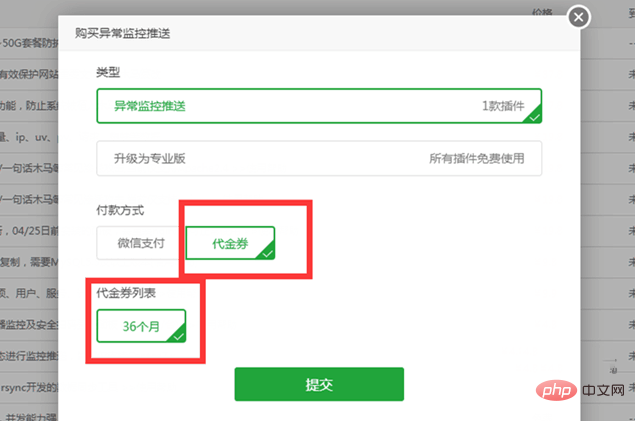 价格
购买异常监控推送
-50G套餐防护
类型
有效保护网站
异常监控推送 1款插件
功能，防止系统
量、ip、uv、
升级为专业版 所有插件免费使用
/一句话木马
/一句话木马
付款方式
，04/25日前
微信支付 代金券
复制，需要M
代金券列表
项、用户、服
36个月
器监控及安全
态进行监控推
提交
rsync开发的
php 中文网
，并发能力强